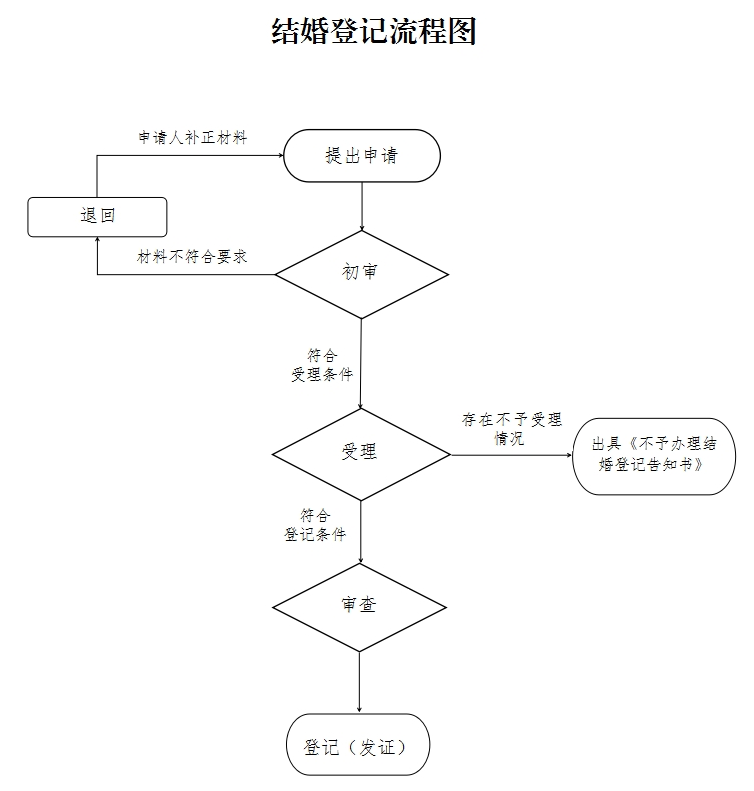 结婚登记流程图
申请人补正材料
提出申请
退回
材料不符合要求
初审
符合
受理条件
存在不予受理
情况
受理
出具《不予办理结
婚登记告知书》
符合
登记条件
审查
登记（发证）